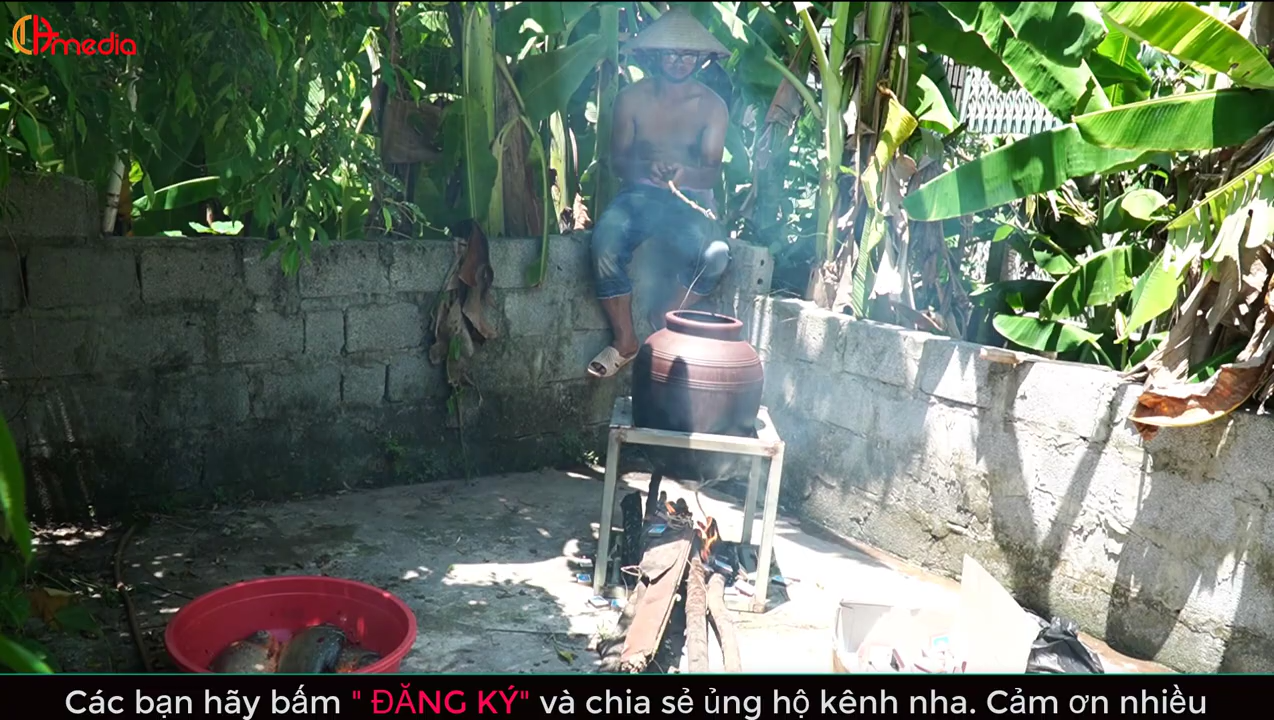 media
Các bạn hãy bấm " ĐĂNG KÝ" và chia sẻ ủng hộ kênh nha. Cảm ơn nhiều